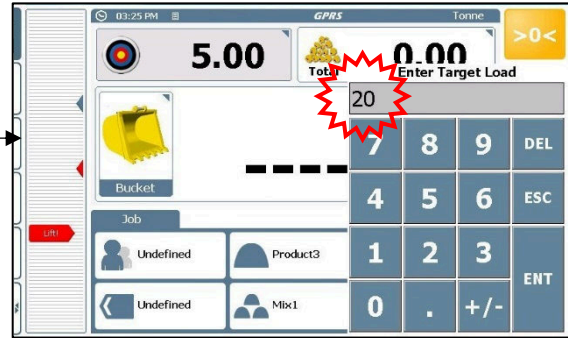 03:25 PM GPRS Tonne
>0<
5.00 0.00
Total
Enter Target Load
20
7 8 9 DEL
Bucket
4 5 6 ESC
Job
Lift!
Undefined Product3
1 2 3
ENT
Undefined Mix1
0 . +/-